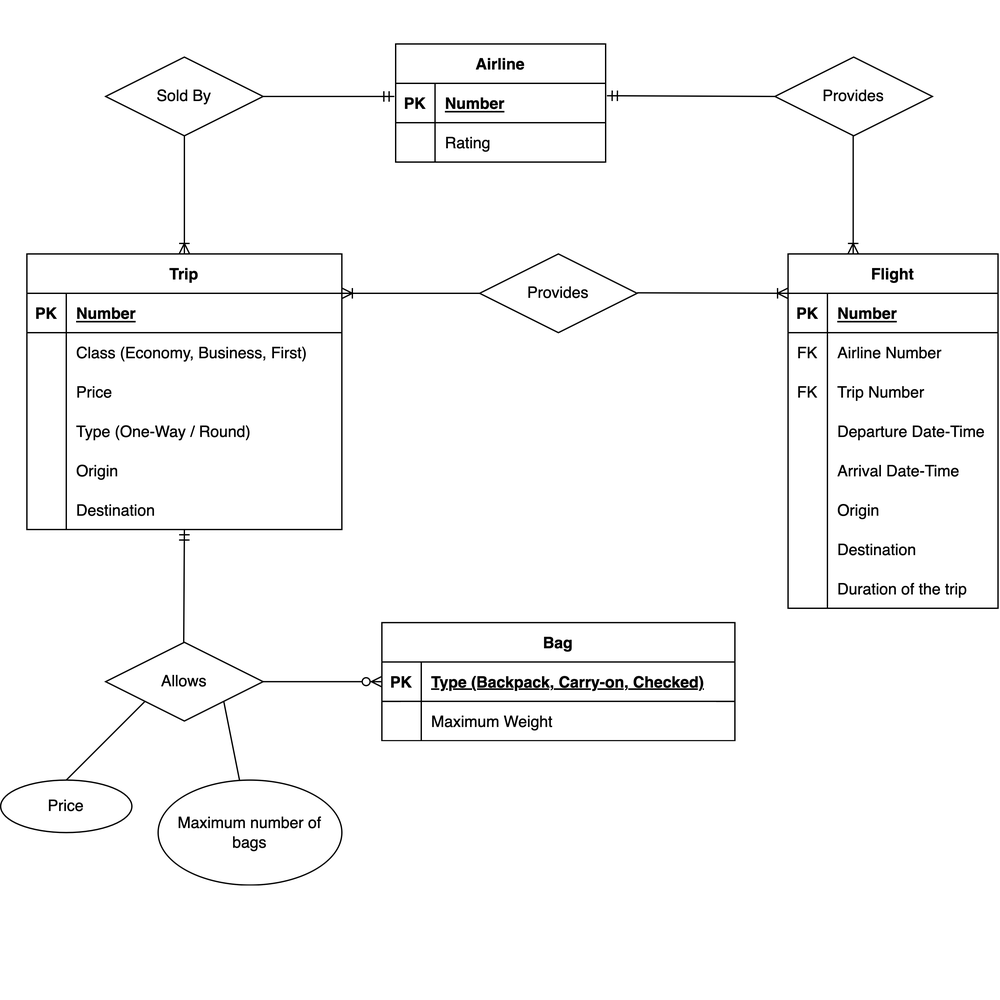 Airline
Sold By
Provides
PK Number
Rating
Trip
Provides
Flight
PK Number
Class (Economy, Business, First)
Price
Type (One-Way / Round)
Origin
Destination
PK Number
FK Airline Number
FK Trip Number
Departure Date-Time
Arrival Date-Time
Origin
Destination
Duration of the trip
Allows
Bag
PK Type (Backpack, Carry-on, Checked)
Maximum Weight
Price
Maximum number of
bags